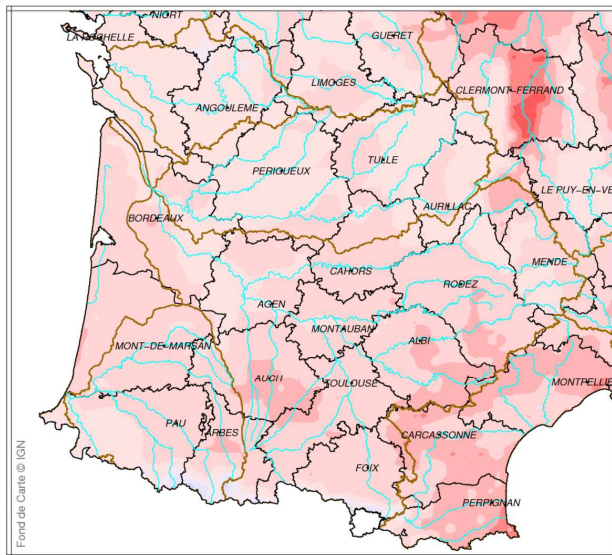 NIORT
LA ROCHELLE
GUERET
LIMOGES
CLERMONT-FERRAND
ANGOULEME
PERIGUEUX
TULLE
LE PUY-EN-VE
AURILLAC
BORDEAUX
CAHORS
MENDE
RODEZ
AGEN
MONTAUBAN
MONT-DE-MARSAN
ALBI
AUCH
TOULOUSE
MONTPELLIE
PAU
TARBES
CARCASSONNE
FOIX
PERPIGNAN
Fond de Carte © IGN